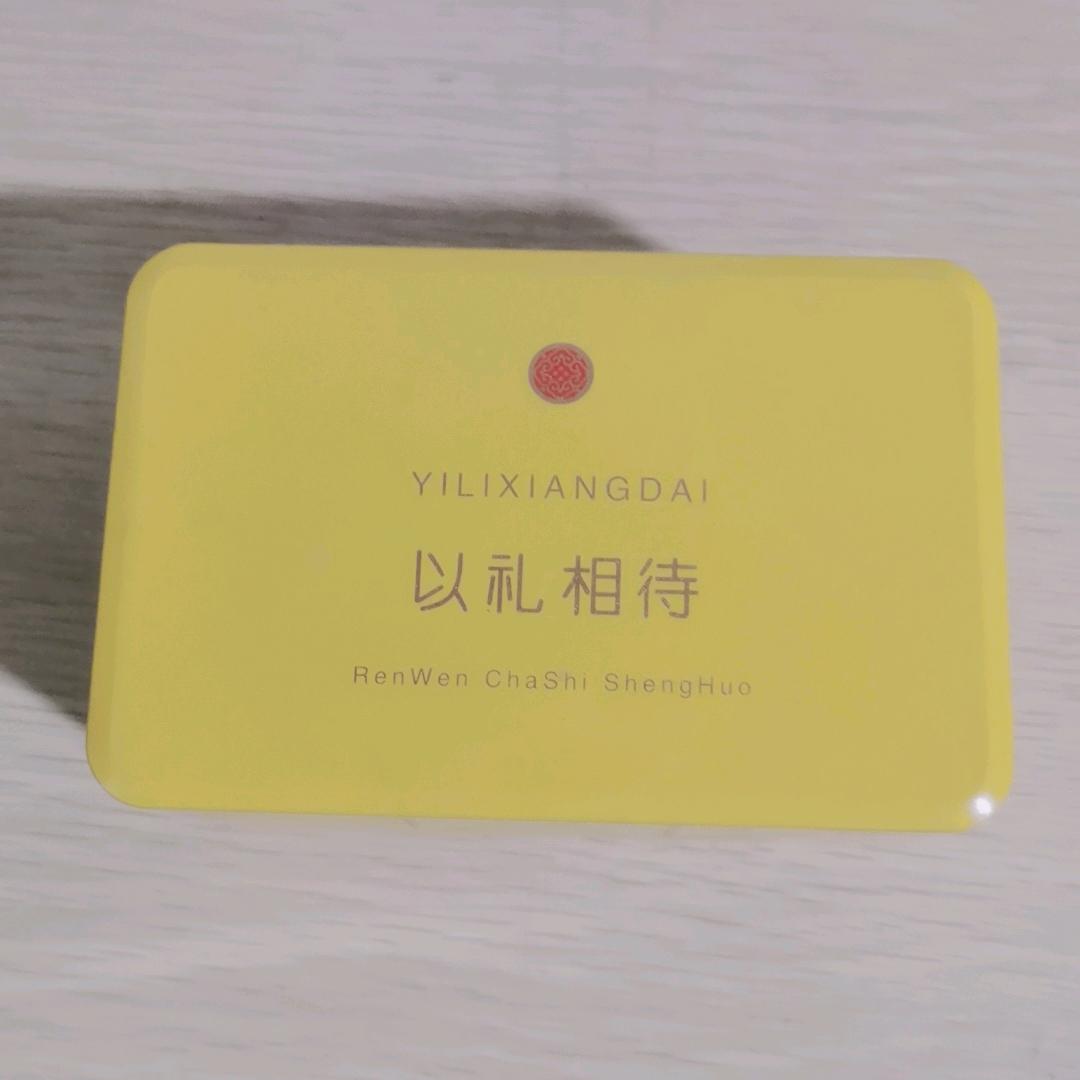 YILIXIANGDAI
以礼相待
RenWen ChaShi ShengHuo